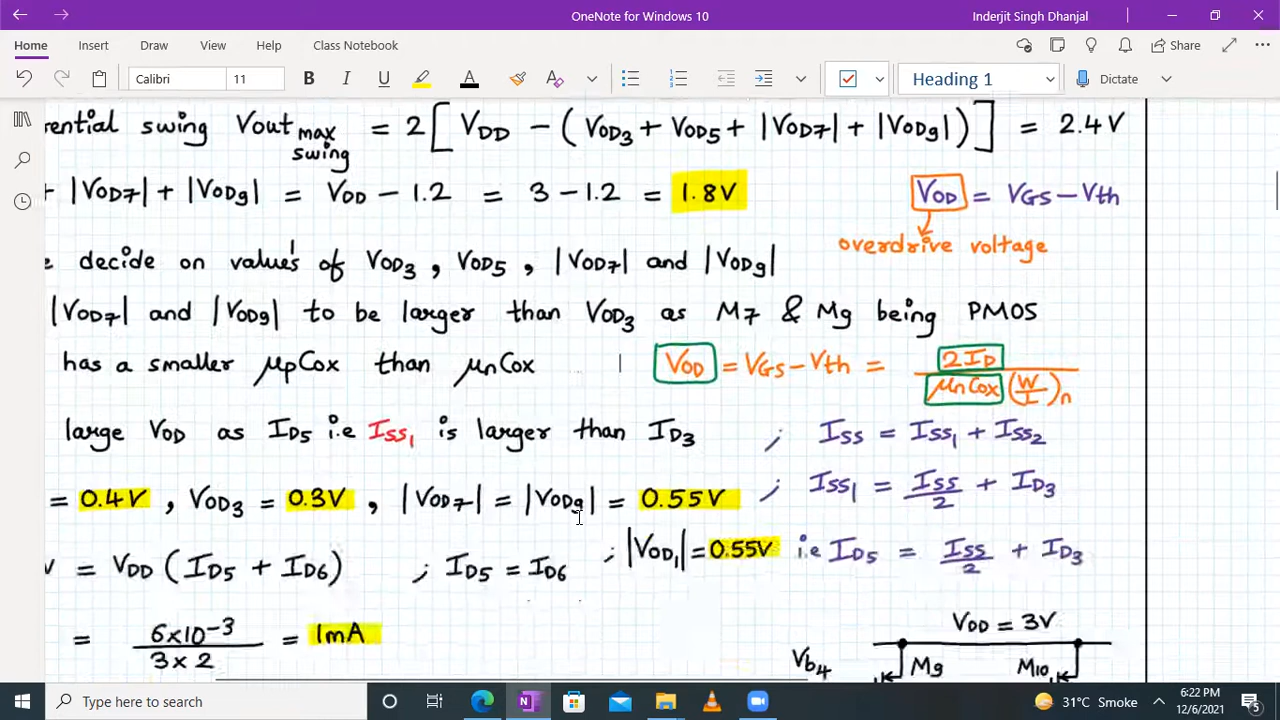 OneNote for Windows 10
Inderjit Singh Dhanjal
Home Insert Draw View Help Class Notebook
Share
Calibri 11 B I U A Heading 1 Dictate
rential swing Voutmax swing = 2[VDD - (VOD3 + VOD5 + |VOD7| + |VOD9|)] = 2.4V
+ |VOD7| + |VOD9| = VDD - 1.2 = 3 - 1.2 = 1.8V
VOD = VGS - Vth
overdrive voltage
e decide on values of VOD3, VOD5, |VOD7| and |VOD9|
|VOD7| and |VOD9| to be larger than VOD3 as M7 & M9 being PMOS
has a smaller μpCox than μnCox
VOD = VGS - Vth = 2ID / μnCox (W/L)n
large VOD as ID5 i.e ISS1 is larger than ID3 ; ISS = ISS1 + ISS2
= 0.4V, VOD3 = 0.3V, |VOD7| = |VOD9| = 0.55V ; ISS1 = ISS/2 + ID3
; |VOD1| = 0.55V i.e ID5 = ISS/2 + ID3
V = VDD (ID5 + ID6) ; ID5 = ID6
= 6x10-3 / 3x2 = 1mA
VDD = 3V
Vb4 M9 M10
Type here to search
31°C Smoke
6:22 PM
12/6/2021
5